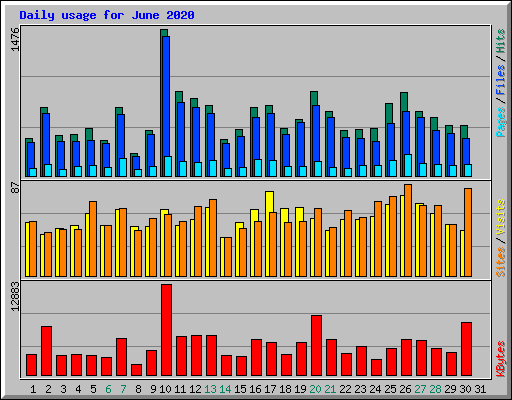 Daily usage for June 2020
1476
Pages / Files / Hits
87
Sites / Visits
12883
KBytes
1 2 3 4 5 6 7 8 9 10 11 12 13 14 15 16 17 18 19 20 21 22 23 24 25 26 27 28 29 30 31